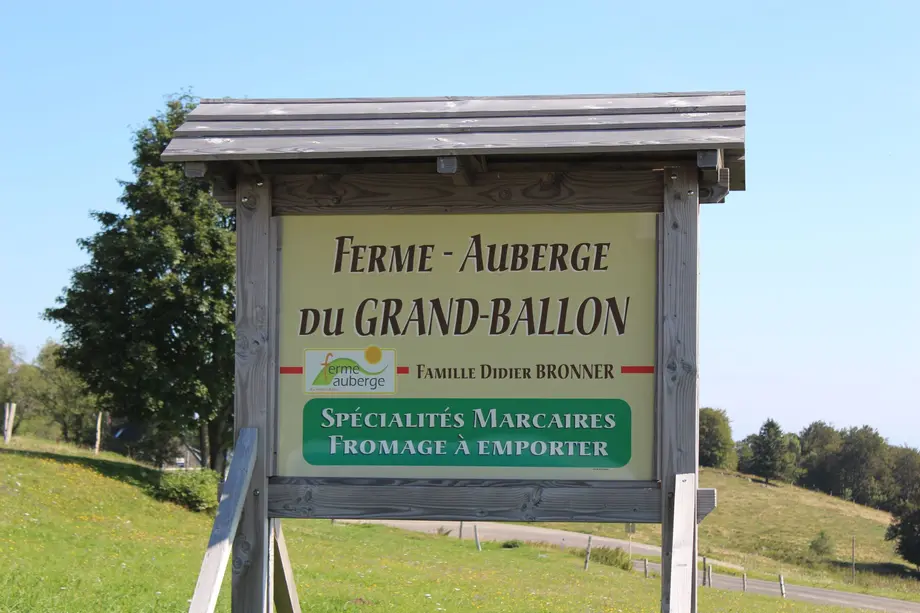 FERME - AUBERGE
DU GRAND-BALLON
ferme
auberge
FAMILLE DIDIER BRONNER
SPÉCIALITÉS MARCAIRES
FROMAGE À EMPORTER